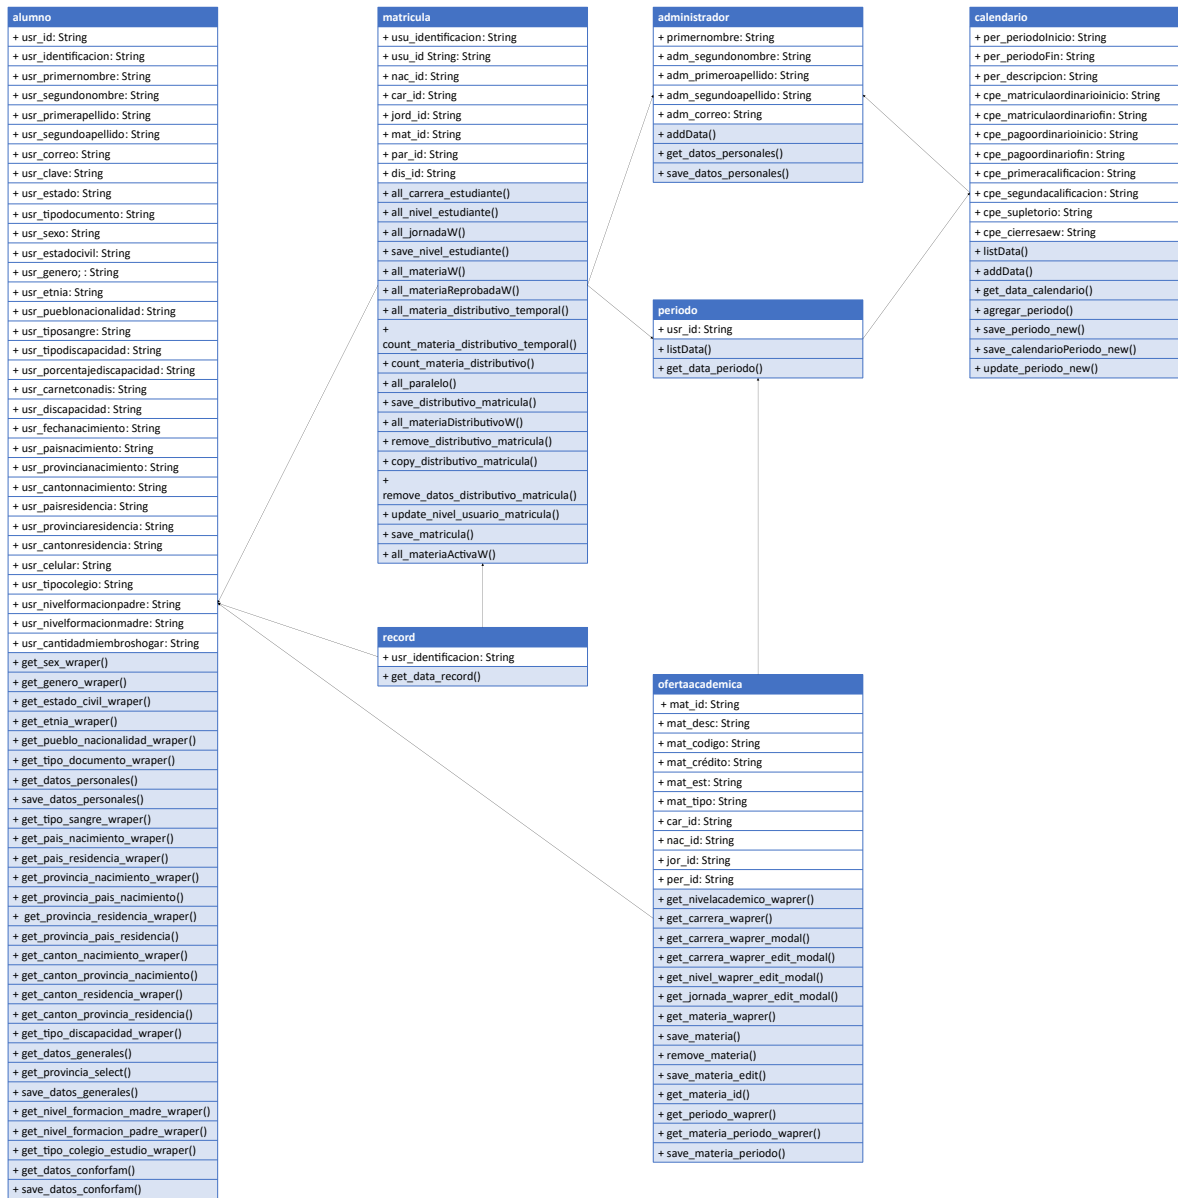 alumno
+ usr_id: String
+ usr_identificacion: String
+ usr_primernombre: String
+ usr_segundonombre: String
+ usr_primerapellido: String
+ usr_segundoapellido: String
+ usr_correo: String
+ usr_clave: String
+ usr_estado: String
+ usr_tipodocumento: String
+ usr_sexo: String
+ usr_estadocivil: String
+ usr_genero; : String
+ usr_etnia: String
+ usr_pueblonacionalidad: String
+ usr_tiposangre: String
+ usr_tipodiscapacidad: String
+ usr_porcentajediscapacidad: String
+ usr_carnetconadis: String
+ usr_discapacidad: String
+ usr_fechanacimiento: String
+ usr_paisnacimiento: String
+ usr_provincianacimiento: String
+ usr_cantonnacimiento: String
+ usr_paisresidencia: String
+ usr_provinciaresidencia: String
+ usr_cantonresidencia: String
+ usr_celular: String
+ usr_tipocolegio: String
+ usr_nivelformacionpadre: String
+ usr_nivelformacionmadre: String
+ usr_cantidadmiembroshogar: String
+ get_sex_wraper()
+ get_genero_wraper()
+ get_estado_civil_wraper()
+ get_etnia_wraper()
+ get_pueblo_nacionalidad_wraper()
+ get_tipo_documento_wraper()
+ get_datos_personales()
+ save_datos_personales()
+ get_tipo_sangre_wraper()
+ get_pais_nacimiento_wraper()
+ get_pais_residencia_wraper()
+ get_provincia_nacimiento_wraper()
+ get_provincia_pais_nacimiento()
+ get_provincia_residencia_wraper()
+ get_provincia_pais_residencia()
+ get_canton_nacimiento_wraper()
+ get_canton_provincia_nacimiento()
+ get_canton_residencia_wraper()
+ get_canton_provincia_residencia()
+ get_tipo_discapacidad_wraper()
+ get_datos_generales()
+ get_provincia_select()
+ save_datos_generales()
+ get_nivel_formacion_madre_wraper()
+ get_nivel_formacion_padre_wraper()
+ get_tipo_colegio_estudio_wraper()
+ get_datos_conforfam()
+ save_datos_conforfam()
matricula
+ usu_identificacion: String
+ usu_id String: String
+ nac_id: String
+ car_id: String
+ jord_id: String
+ mat_id: String
+ par_id: String
+ dis_id: String
+ all_carrera_estudiante()
+ all_nivel_estudiante()
+ all_jornadaW()
+ save_nivel_estudiante()
+ all_materiaW()
+ all_materiaReprobadaW()
+ all_materia_distributivo_temporal()
+
count_materia_distributivo_temporal()
+ count_materia_distributivo()
+ all_paralelo()
+ save_distributivo_matricula()
+ all_materiaDistributivoW()
+ remove_distributivo_matricula()
+ copy_distributivo_matricula()
+
remove_datos_distributivo_matricula()
+ update_nivel_usuario_matricula()
+ save_matricula()
+ all_materiaActivaW()
record
+ usr_identificacion: String
+ get_data_record()
administrador
+ primernombre: String
+ adm_segundonombre: String
+ adm_primeroapellido: String
+ adm_segundoapellido: String
+ adm_correo: String
+ addData()
+ get_datos_personales()
+ save_datos_personales()
periodo
+ usr_id: String
+ listData()
+ get_data_periodo()
ofertaacademica
+ mat_id: String
+ mat_desc: String
+ mat_codigo: String
+ mat_crédito: String
+ mat_est: String
+ mat_tipo: String
+ car_id: String
+ nac_id: String
+ jor_id: String
+ per_id: String
+ get_nivelacademico_waprer()
+ get_carrera_waprer()
+ get_carrera_waprer_modal()
+ get_carrera_waprer_edit_modal()
+ get_nivel_waprer_edit_modal()
+ get_jornada_waprer_edit_modal()
+ get_materia_waprer()
+ save_materia()
+ remove_materia()
+ save_materia_edit()
+ get_materia_id()
+ get_periodo_waprer()
+ get_materia_periodo_waprer()
+ save_materia_periodo()
calendario
+ per_periodoInicio: String
+ per_periodoFin: String
+ per_descripcion: String
+ cpe_matriculaordinarioinicio: String
+ cpe_matriculaordinariofin: String
+ cpe_pagoordinarioinicio: String
+ cpe_pagoordinariofin: String
+ cpe_primeracalificacion: String
+ cpe_segundacalificacion: String
+ cpe_supletorio: String
+ cpe_cierresaew: String
+ listData()
+ addData()
+ get_data_calendario()
+ agregar_periodo()
+ save_periodo_new()
+ save_calendarioPeriodo_new()
+ update_periodo_new()